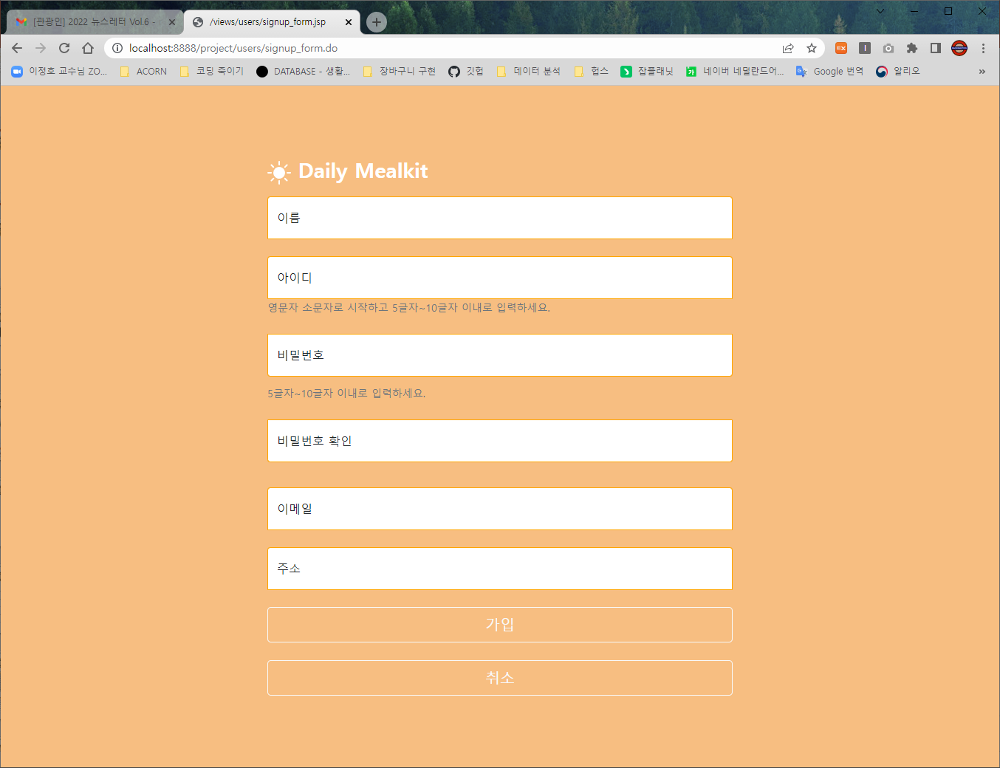 [관광인] 2022 뉴스레터 Vol.6 -
/views/users/signup_form.jsp
localhost:8888/project/users/signup_form.do
이정호 교수님 ZO...
ACORN
코딩 죽이기
DATABASE - 생활...
장바구니 구현
깃헙
데이터 분석
헙스
잡플래닛
네이버 네덜란드어...
Google 번역
알리오
»
Daily Mealkit
이름
아이디
영문자 소문자로 시작하고 5글자~10글자 이내로 입력하세요.
비밀번호
5글자~10글자 이내로 입력하세요.
비밀번호 확인
이메일
주소
가입
취소